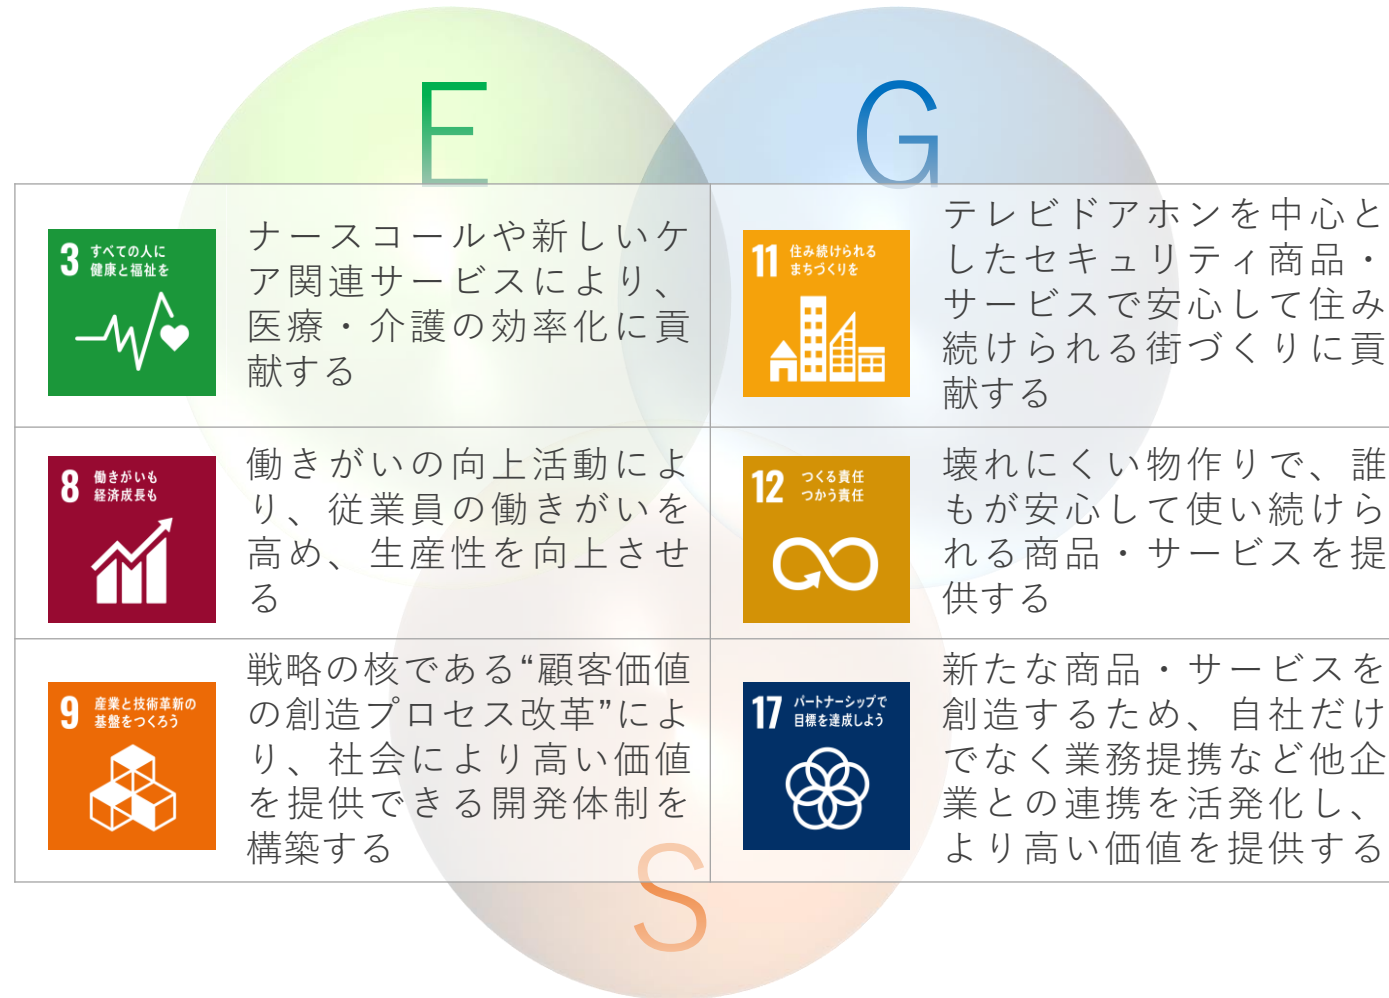 E
G
3 すべての人に
健康と福祉を
ナースコールや新しいケ
ア関連サービスにより、
医療・介護の効率化に貢
献する
11 住み続けられる
まちづくりを
テレビドアホンを中心と
したセキュリティ商品・
サービスで安心して住み
続けられる街づくりに貢
献する
8 働きがいも
経済成長も
働きがいの向上活動によ
り、従業員の働きがいを
高め、生産性を向上させ
る
12 つくる責任
つかう責任
壊れにくい物作りで、誰
もが安心して使い続けら
れる商品・サービスを提
供する
9 産業と技術革新の
基盤をつくろう
戦略の核である“顧客価値
の創造プロセス改革”によ
り、社会により高い価値
を提供できる開発体制を
構築する
17 パートナーシップで
目標を達成しよう
新たな商品・サービスを
創造するため、自社だけ
でなく業務提携など他企
業との連携を活発化し、
より高い価値を提供する
S